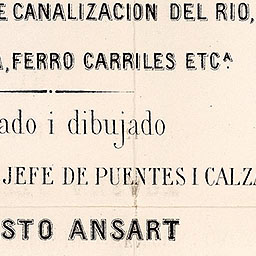 E CANALIZACION DEL RIO,
A, FERRO CARRILES ETC.A
ado i dibujado
JEFE DE PUENTES I CALZA
STO ANSART